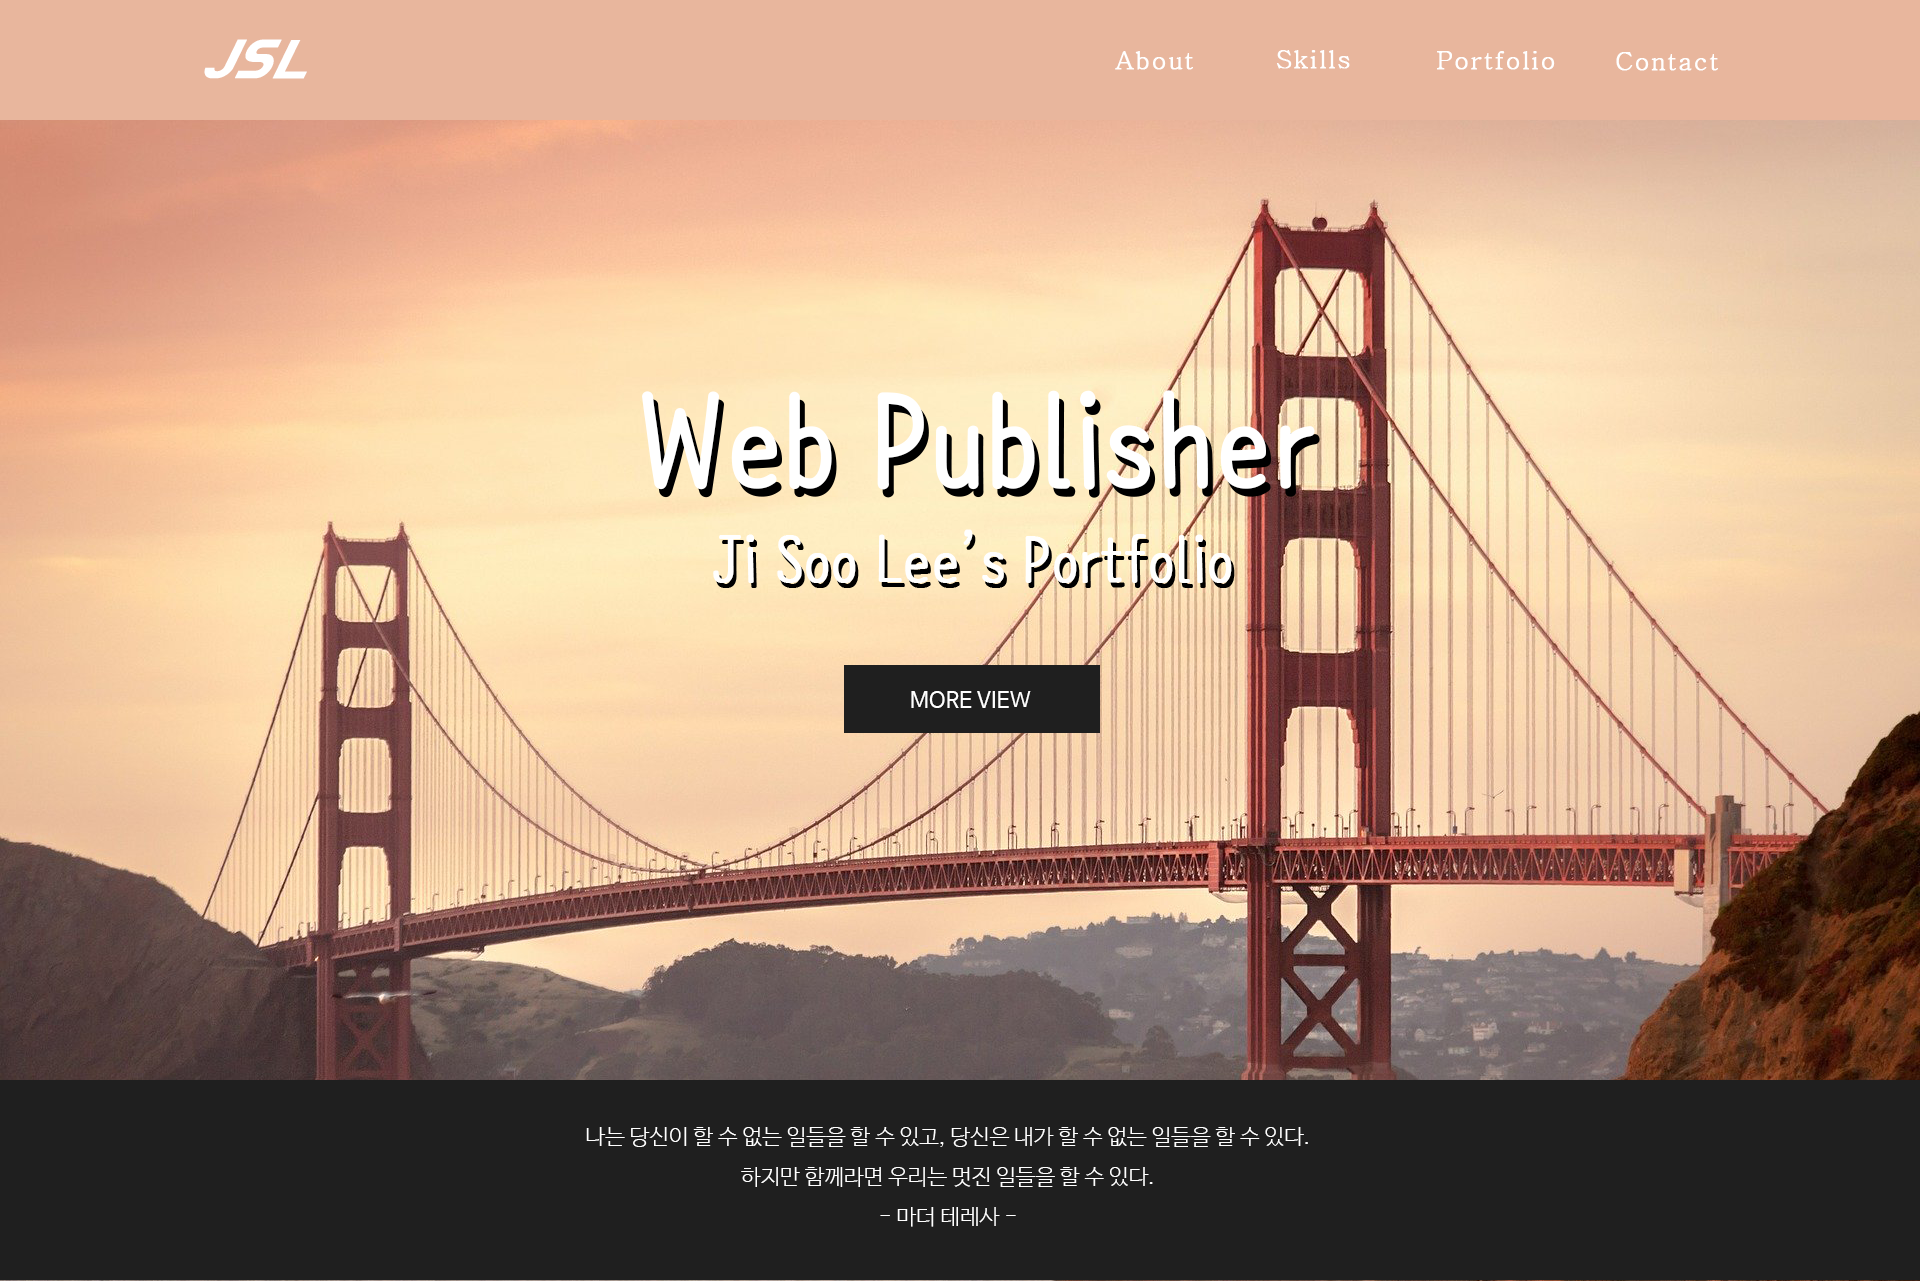 JSL
About
Skills
Portfolio
Contact
Web Publisher
Ji Soo Lee's Portfolio
MORE VIEW
나는 당신이 할 수 없는 일들을 할 수 있고, 당신은 내가 할 수 없는 일들을 할 수 있다.
하지만 함께라면 우리는 멋진 일들을 할 수 있다.
- 마더 테레사 -